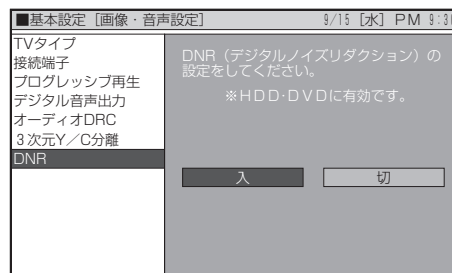 ■基本設定［画像・音声設定］ 9/15［水］PM 9:30
TVタイプ
接続端子
プログレッシブ再生
デジタル音声出力
オーディオDRC
３次元Y／C分離
DNR
DNR（デジタルノイズリダクション）の
設定をしてください。
※HDD･DVDに有効です。
入 切